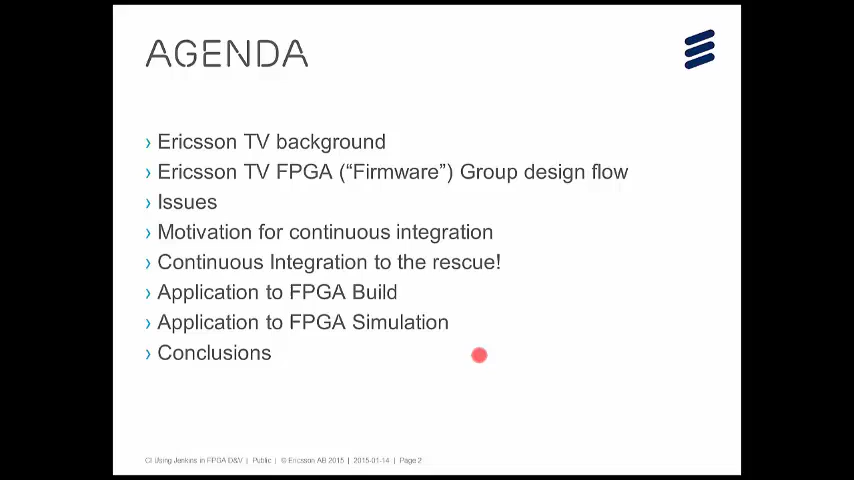 AGENDA
› Ericsson TV background
› Ericsson TV FPGA (“Firmware”) Group design flow
› Issues
› Motivation for continuous integration
› Continuous Integration to the rescue!
› Application to FPGA Build
› Application to FPGA Simulation
› Conclusions
CI Using Jenkins in FPGA D&V | Public | © Ericsson AB 2015 | 2015-01-14 | Page 2